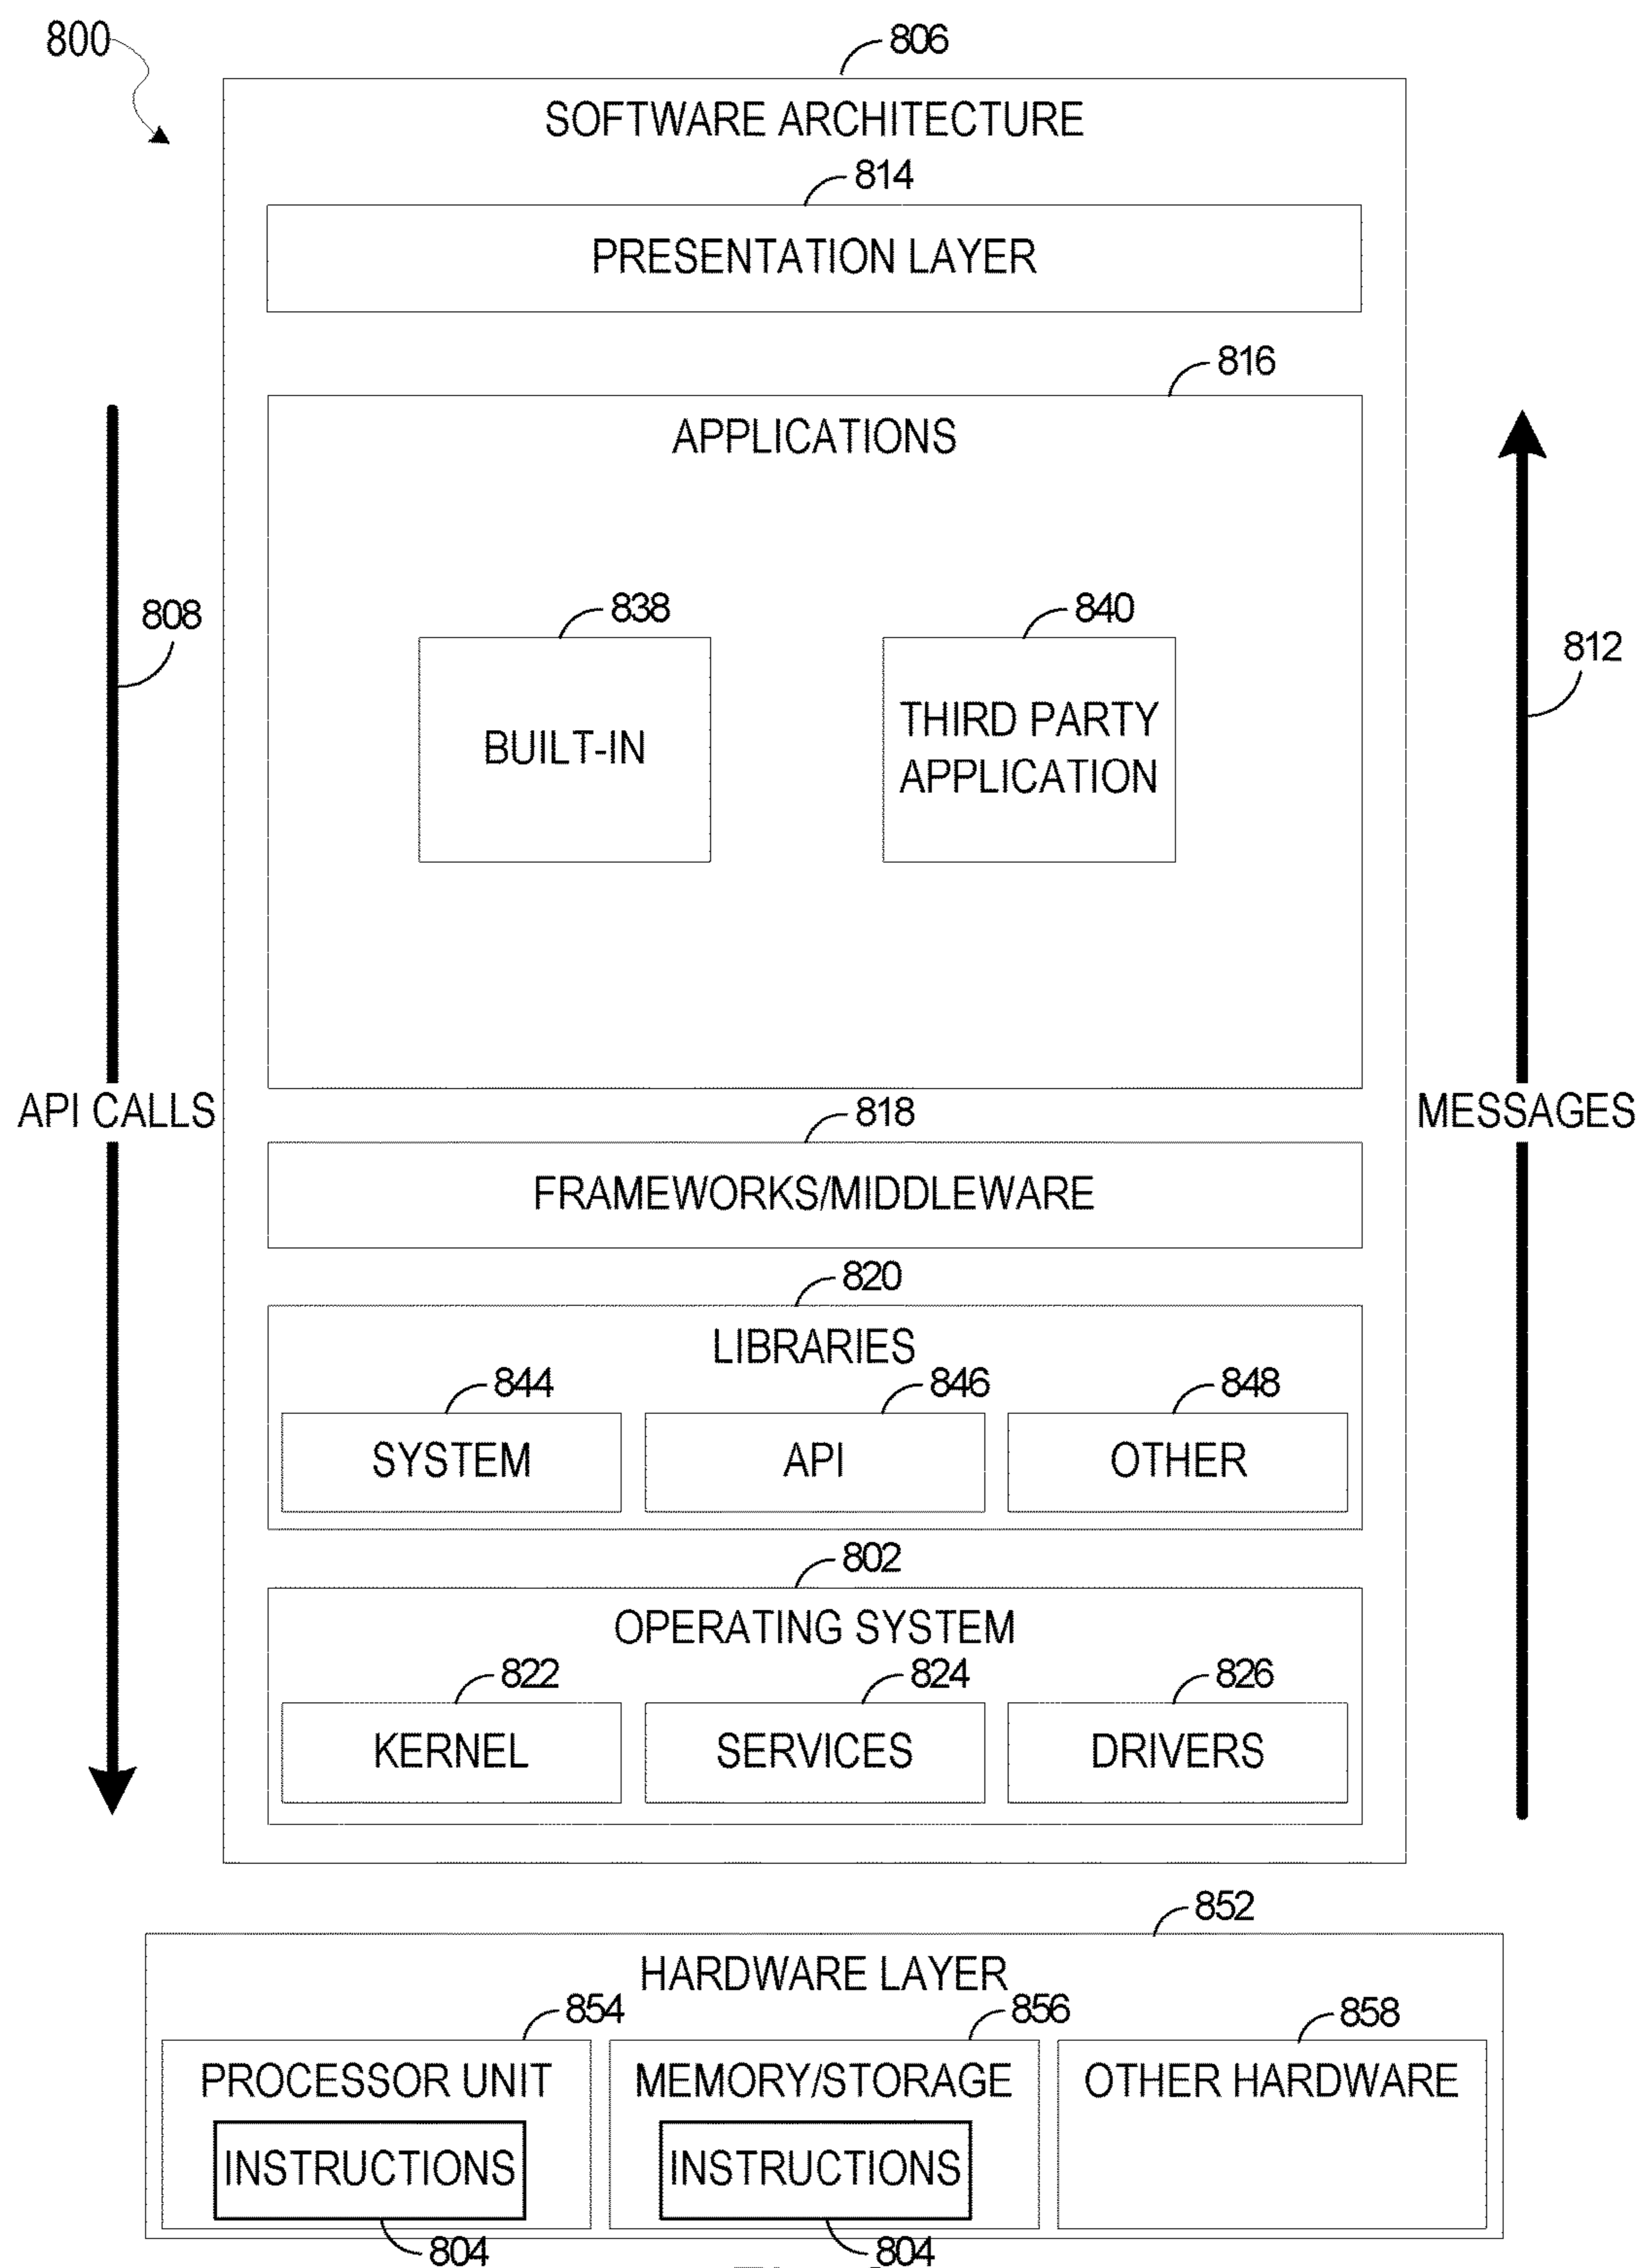 800
806
SOFTWARE ARCHITECTURE
814
PRESENTATION LAYER
816
APPLICATIONS
808
838
840
812
BUILT-IN
THIRD PARTY
APPLICATION
API CALLS
MESSAGES
818
FRAMEWORKS/MIDDLEWARE
820
LIBRARIES
844
846
848
SYSTEM
API
OTHER
802
OPERATING SYSTEM
822
824
826
KERNEL
SERVICES
DRIVERS
852
HARDWARE LAYER
854
856
858
PROCESSOR UNIT
MEMORY/STORAGE
OTHER HARDWARE
INSTRUCTIONS
INSTRUCTIONS
804
804